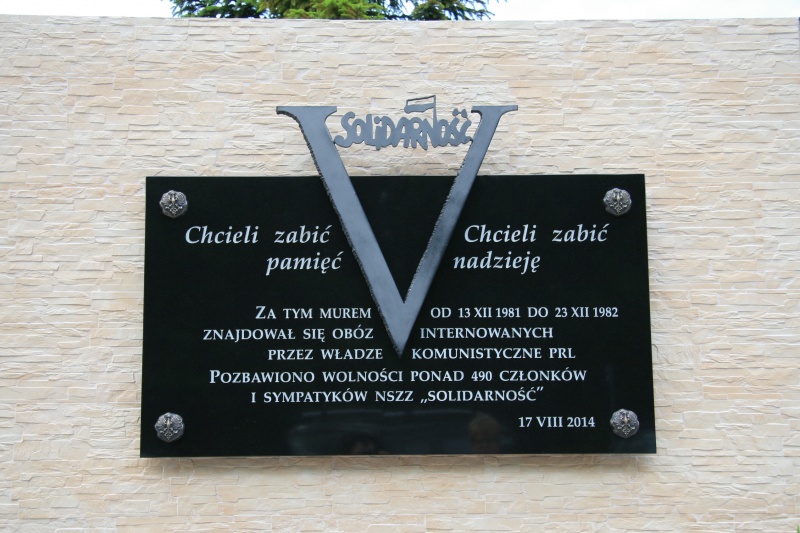 SOLIDARNOŚĆ
Chcieli zabić Chcieli zabić
pamięć nadzieję
ZA TYM MUREM OD 13 XII 1981 DO 23 XII 1982
ZNAJDOWAŁ SIĘ OBÓZ INTERNOWANYCH
PRZEZ WŁADZE KOMUNISTYCZNE PRL
POZBAWIONO WOLNOŚCI PONAD 490 CZŁONKÓW
I SYMPATYKÓW NSZZ „SOLIDARNOŚĆ”
17 VIII 2014